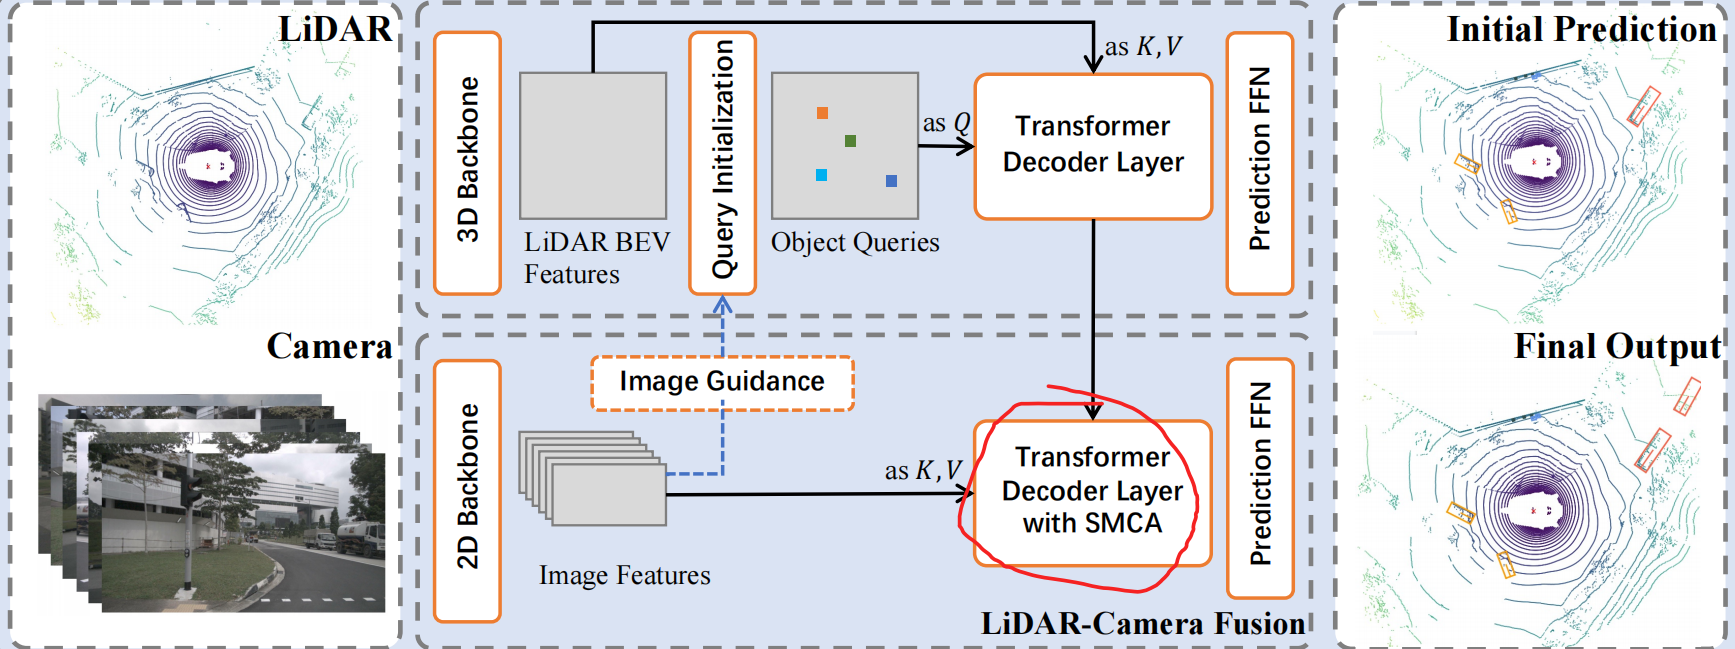 LiDAR
Camera
3D Backbone
LiDAR BEV
Features
Query Initialization
Object Queries
as Q
as K,V
Transformer
Decoder Layer
Prediction FFN
2D Backbone
Image Guidance
Image Features
as K,V
Transformer
Decoder Layer
with SMCA
Prediction FFN
LiDAR-Camera Fusion
Initial Prediction
Final Output